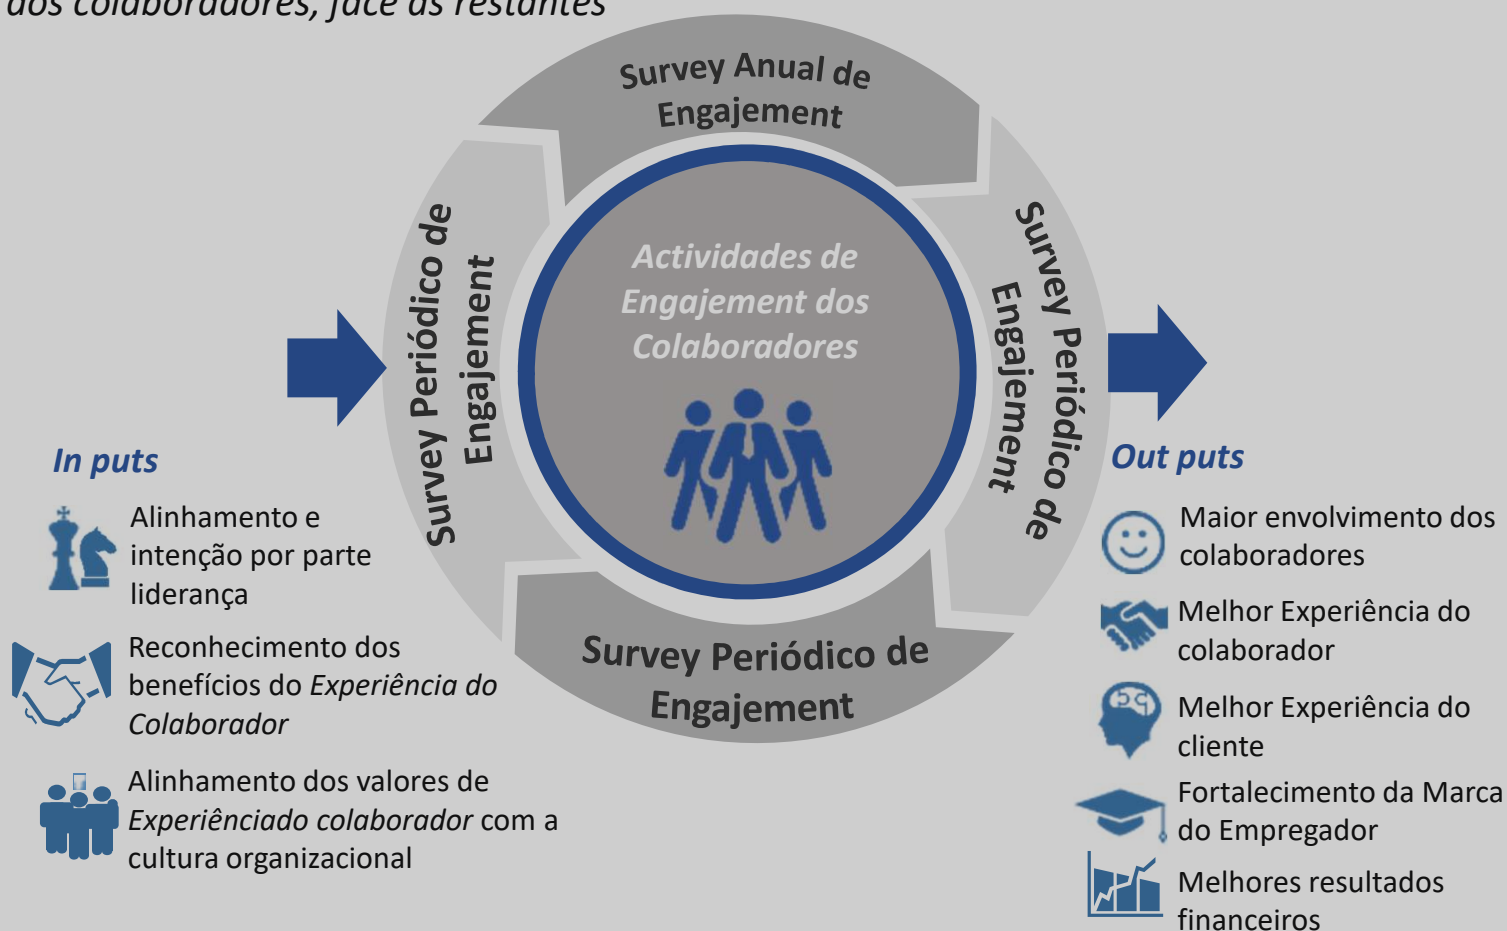 dos colaboradores, face às restantes
Survey Anual de
Engajement
Survey Periódico de
Engajement
Actividades de
Engajement dos
Colaboradores
Survey Periódico de
Engajement
Survey Periódico de
Engajement
In puts
Alinhamento e
intenção por parte
liderança
Reconhecimento dos
benefícios do Experiência do
Colaborador
Alinhamento dos valores de
Experiênciado colaborador com a
cultura organizacional
Out puts
Maior envolvimento dos
colaboradores
Melhor Experiência do
colaborador
Melhor Experiência do
cliente
Fortalecimento da Marca
do Empregador
Melhores resultados
financeiros